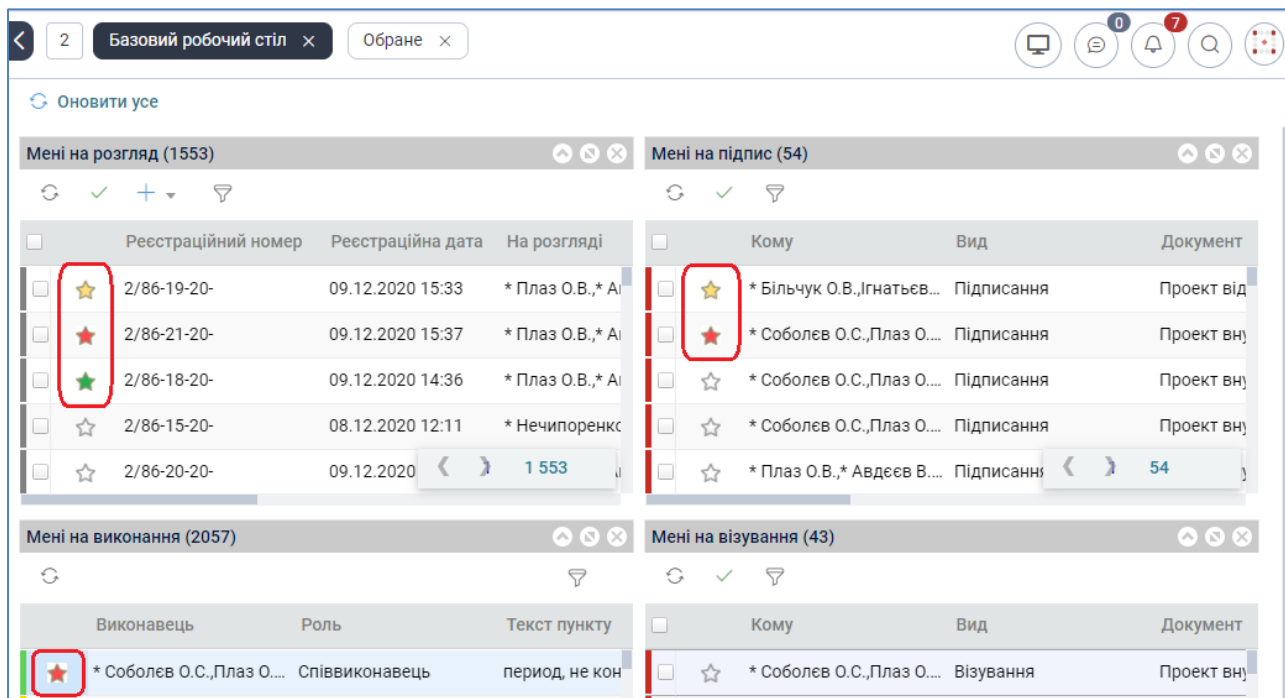 2 Базовий робочий стіл × Обране × 0 7
Оновити усе
Мені на розгляд (1553)
Реєстраційний номер Реєстраційна дата На розгляді
2/86-19-20- 09.12.2020 15:33 * Плаз О.В.,*
2/86-21-20- 09.12.2020 15:37 * Плаз О.В.,*
2/86-18-20- 09.12.2020 14:36 * Плаз О.В.,*
2/86-15-20- 08.12.2020 12:11 * Нечипоренко
2/86-20-20- 09.12.2020 1 553
Мені на підпис (54)
Кому Вид Документ
* Більчук О.В.,Ігнатьєв... Підписання Проект від
* Соболєв О.С.,Плаз О.... Підписання Проект вну
* Соболєв О.С.,Плаз О.... Підписання Проект вну
* Соболєв О.С.,Плаз О.... Підписання Проект вну
* Плаз О.В.,* Авдєєв В.... Підписання 54
Мені на виконання (2057)
Виконавець Роль Текст пункту
* Соболєв О.С.,Плаз О.... Співвиконавець период, не кон
Мені на візування (43)
Кому Вид Документ
* Соболєв О.С.,Плаз О.... Візування Проект вну